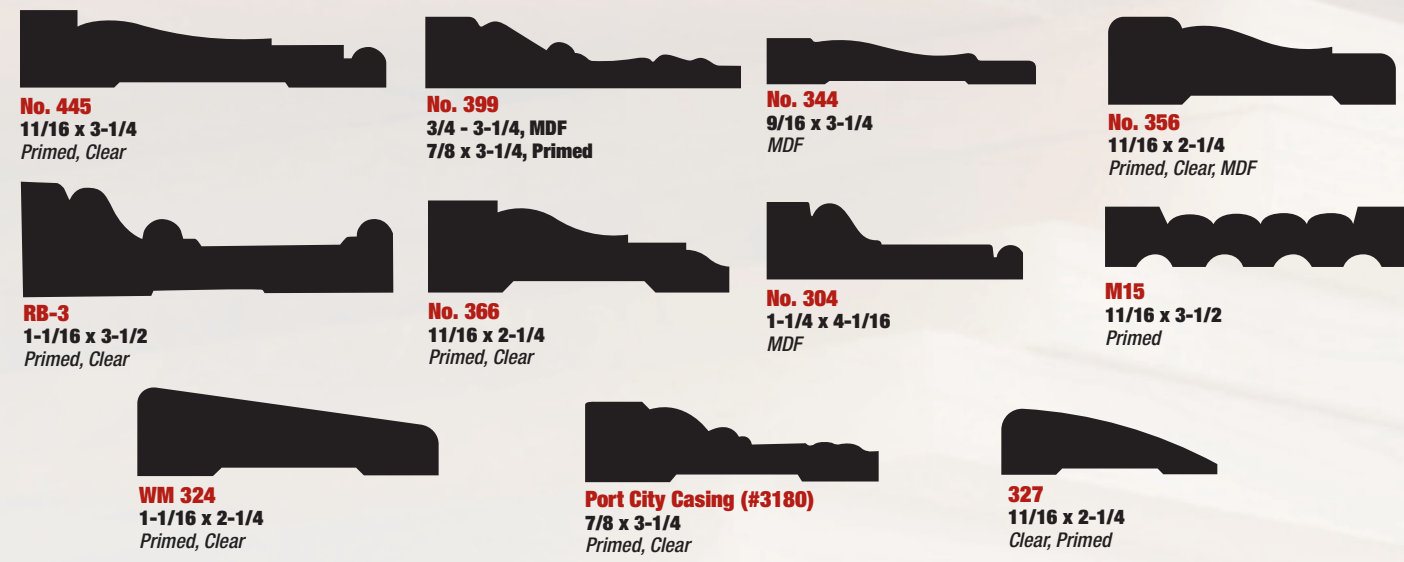 No. 445
11/16 x 3-1/4
Primed, Clear
No. 399
3/4 - 3-1/4, MDF
7/8 x 3-1/4, Primed
No. 344
9/16 x 3-1/4
MDF
No. 356
11/16 x 2-1/4
Primed, Clear, MDF
RB-3
1-1/16 x 3-1/2
Primed, Clear
No. 366
11/16 x 2-1/4
Primed, Clear
No. 304
1-1/4 x 4-1/16
MDF
M15
11/16 x 3-1/2
Primed
WM 324
1-1/16 x 2-1/4
Primed, Clear
Port City Casing (#3180)
7/8 x 3-1/4
Primed, Clear
327
11/16 x 2-1/4
Clear, Primed